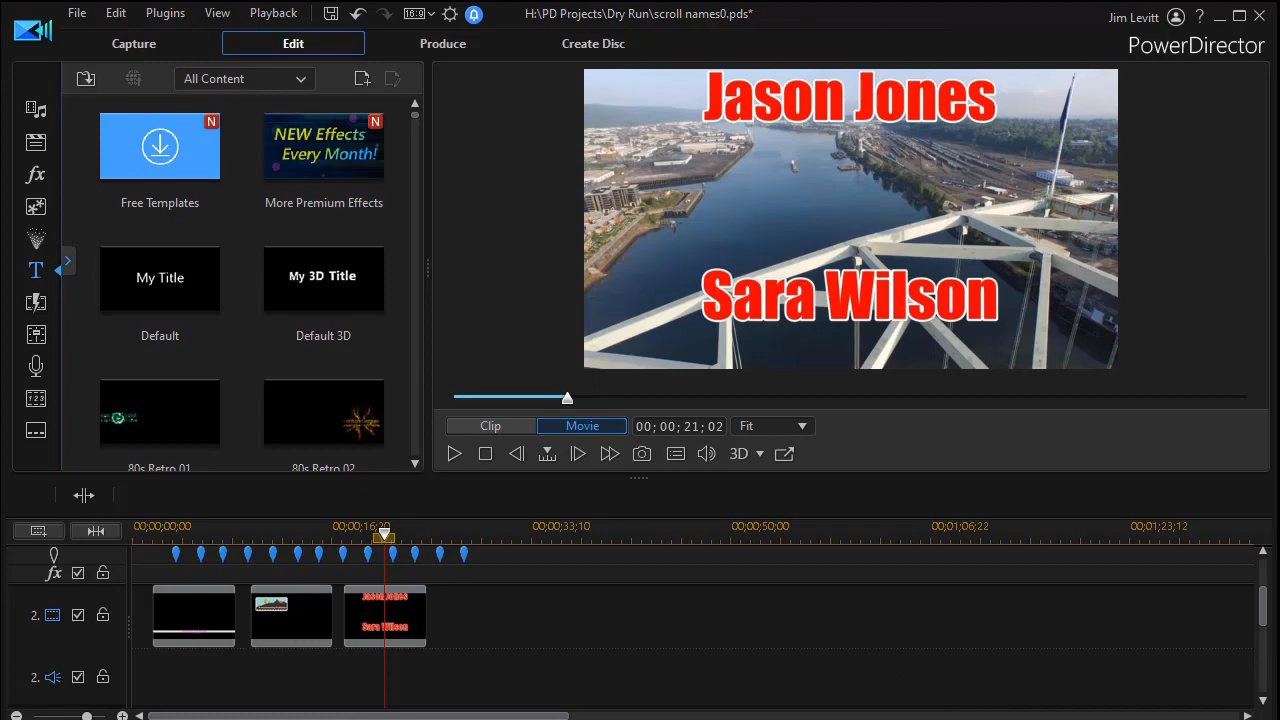 File Edit Plugins View Playback 16:9 H:\PD Projects\Dry Run\scroll names0.pds* Jim Levitt ?
Capture Edit Produce Create Disc PowerDirector
All Content
N N
NEW Effects
Every Month!
Free Templates More Premium Effects
My Title My 3D Title
Default Default 3D
80s Retro 01 80s Retro 02
fx
T
1 2 3
Jason Jones
Sara Wilson
Clip Movie 00; 00; 21; 02 Fit
3D
00;00;00;00 00;00;16;20 00;00;33;10 00;00;50;00 00;01;06;22 00;01;23;12
fx
2. Jason Jones
Sara Wilson
2.